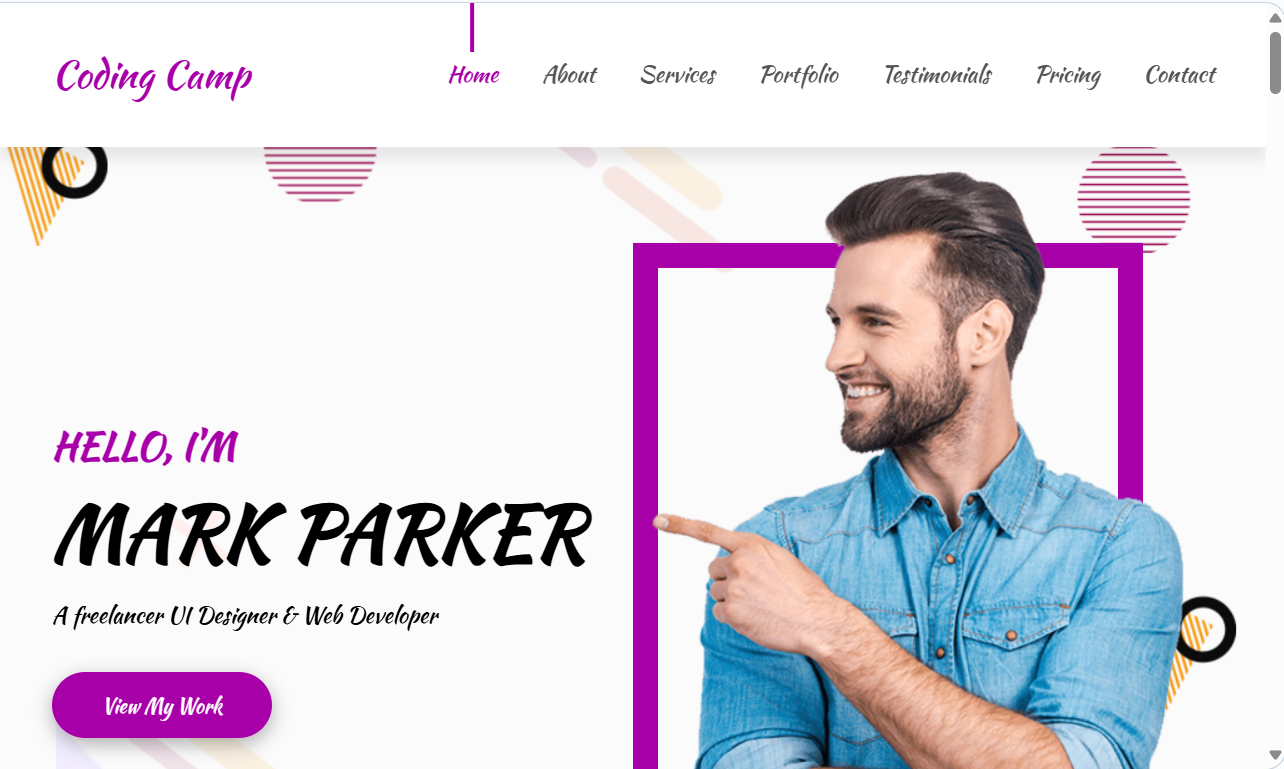 Coding Camp
Home About Services Portfolio Testimonials Pricing Contact
HELLO, I'M
MARK PARKER
A freelancer UI Designer & Web Developer
View My Work